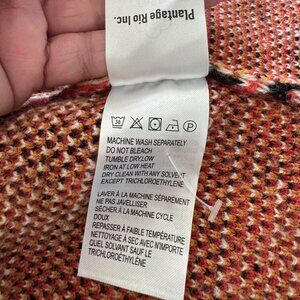 Plantage Rio Inc.
30
P
MACHINE WASH SEPARATELY
DO NOT BLEACH
TUMBLE DRY,LOW
IRON AT LOW HEAT
DRY CLEAN WITH ANY SOLVENT
EXCEPT TRICHLOROETHYLENE
LAVER À LA MACHINE SÉPARÉMENT
NE PAS JAVELLISER
SÉCHER À LA MACHINE CYCLE
DOUX
REPASSER À FAIBLE TEMPÉRATURE
NETTOYAGE À SEC AVEC N'IMPORTE
QUEL SOLVANT SAUF LE
TRICHLOROÉTHYLÈNE